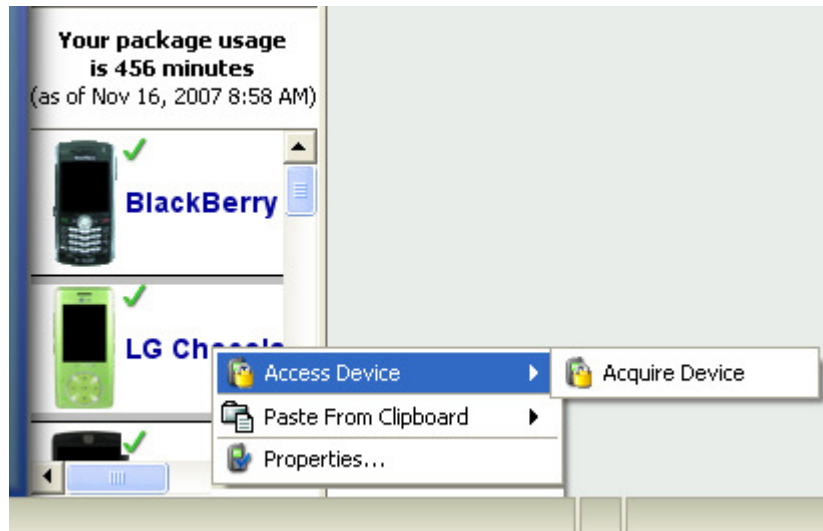 Your package usage
is 456 minutes
(as of Nov 16, 2007 8:58 AM)
BlackBerry
LG
Access Device
Acquire Device
Paste From Clipboard
Properties...